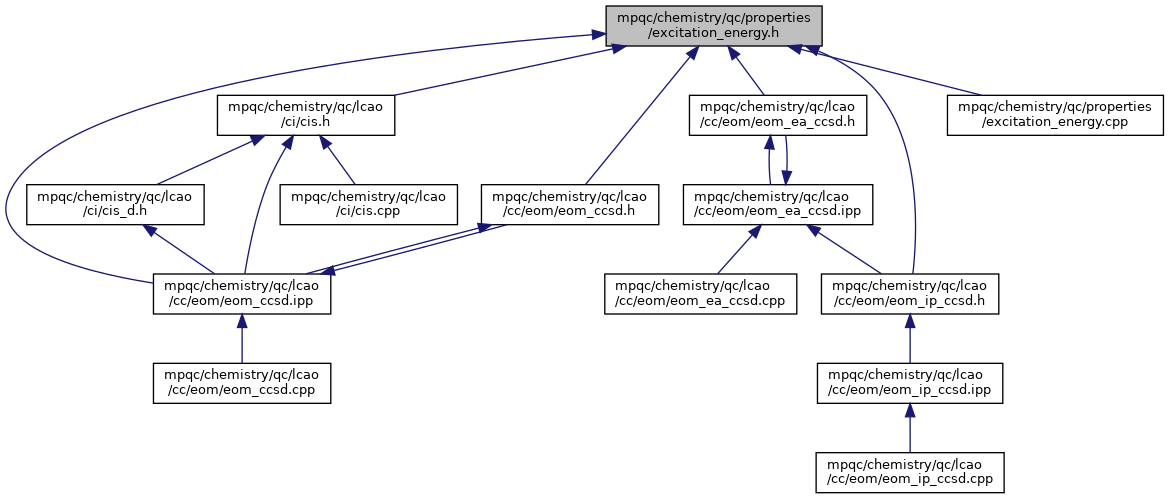 mpqc/chemistry/qc/properties
/excitation_energy.h
mpqc/chemistry/qc/lcao
/ci/cis.h
mpqc/chemistry/qc/lcao
/cc/eom/eom_ea_ccsd.h
mpqc/chemistry/qc/properties
/excitation_energy.cpp
mpqc/chemistry/qc/lcao
/ci/cis_d.h
mpqc/chemistry/qc/lcao
/ci/cis.cpp
mpqc/chemistry/qc/lcao
/cc/eom/eom_ccsd.h
mpqc/chemistry/qc/lcao
/cc/eom/eom_ea_ccsd.ipp
mpqc/chemistry/qc/lcao
/cc/eom/eom_ccsd.ipp
mpqc/chemistry/qc/lcao
/cc/eom/eom_ea_ccsd.cpp
mpqc/chemistry/qc/lcao
/cc/eom/eom_ip_ccsd.h
mpqc/chemistry/qc/lcao
/cc/eom/eom_ccsd.cpp
mpqc/chemistry/qc/lcao
/cc/eom/eom_ip_ccsd.ipp
mpqc/chemistry/qc/lcao
/cc/eom/eom_ip_ccsd.cpp